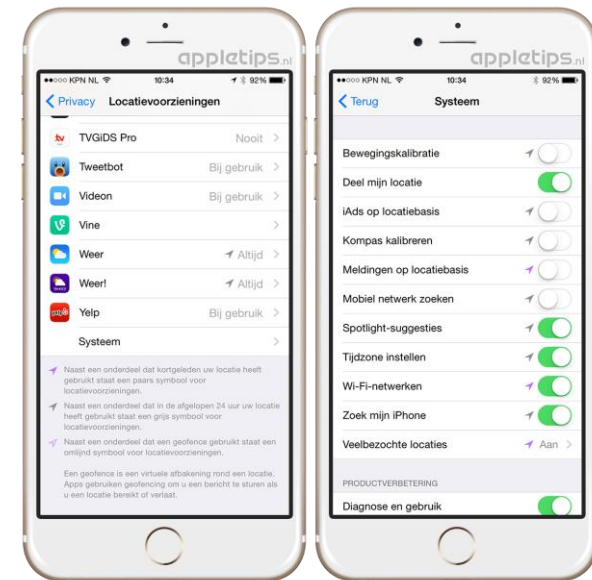 appletips.nl
KPN NL 10:34 92%
Privacy Locatievoorzieningen
tv TVGiDS Pro Nooit
Tweetbot Bij gebruik
Videon Bij gebruik
Vine
Weer Altijd
Weer! Altijd
Yelp Bij gebruik
Systeem
Naast een onderdeel dat kortgeleden uw locatie heeft
gebruikt staat een paars symbool voor
locatievoorzieningen.
Naast een onderdeel dat in de afgelopen 24 uur uw locatie
heeft gebruikt staat een grijs symbool voor
locatievoorzieningen.
Naast een onderdeel dat een geofence gebruikt staat een
omlijnd symbool voor locatievoorzieningen.
Een geofence is een virtuele afbakening rond een locatie.
Apps gebruiken geofencing om u een bericht te sturen als
u een locatie bereikt of verlaat.
appletips.nl
KPN NL 10:34 92%
Terug Systeem
Bewegingskalibratie
Deel mijn locatie
iAds op locatiebasis
Kompas kalibreren
Meldingen op locatiebasis
Mobiel netwerk zoeken
Spotlight-suggesties
Tijdzone instellen
Wi-Fi-netwerken
Zoek mijn iPhone
Veelbezochte locaties Aan
PRODUCTVERBETERING
Diagnose en gebruik